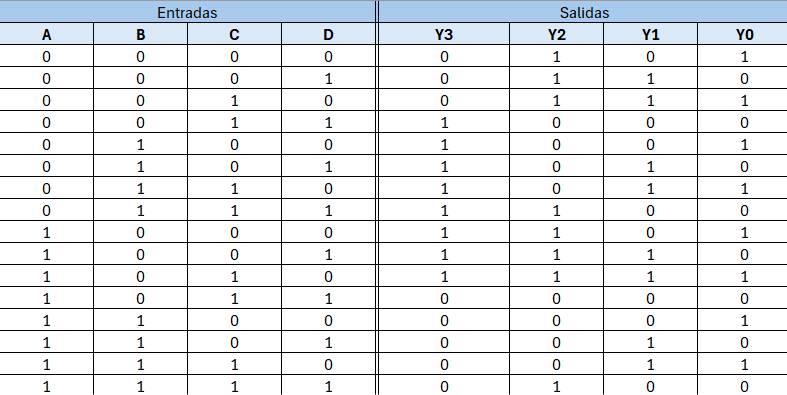 Entradas Salidas
A B C D Y3 Y2 Y1 Y0
0 0 0 0 0 1 0 1
0 0 0 1 0 1 1 0
0 0 1 0 0 1 1 1
0 0 1 1 1 0 0 0
0 1 0 0 1 0 0 1
0 1 0 1 1 0 1 0
0 1 1 0 1 0 1 1
0 1 1 1 1 1 0 0
1 0 0 0 1 1 0 1
1 0 0 1 1 1 1 0
1 0 1 0 1 1 1 1
1 0 1 1 0 0 0 0
1 1 0 0 0 0 0 1
1 1 0 1 0 0 1 0
1 1 1 0 0 0 1 1
1 1 1 1 0 1 0 0